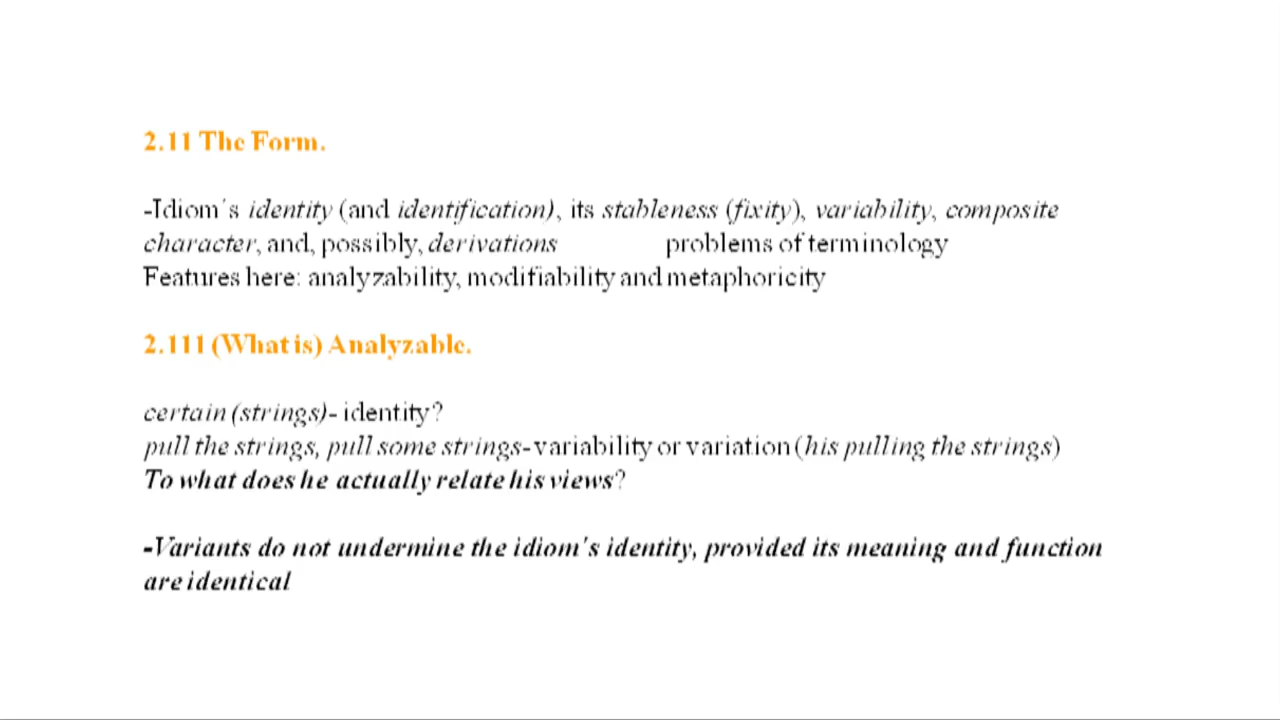 2.11 The Form.
-Idiom´s identity (and identification), its stableness (fixity), variability, composite
character, and, possibly, derivations problems of terminology
Features here: analyzability, modifiability and metaphoricity
2.111 (What is) Analyzable.
certain (strings)- identity?
pull the strings, pull some strings-variability or variation (his pulling the strings)
To what does he actually relate his views?
-Variants do not undermine the idiom's identity, provided its meaning and function
are identical